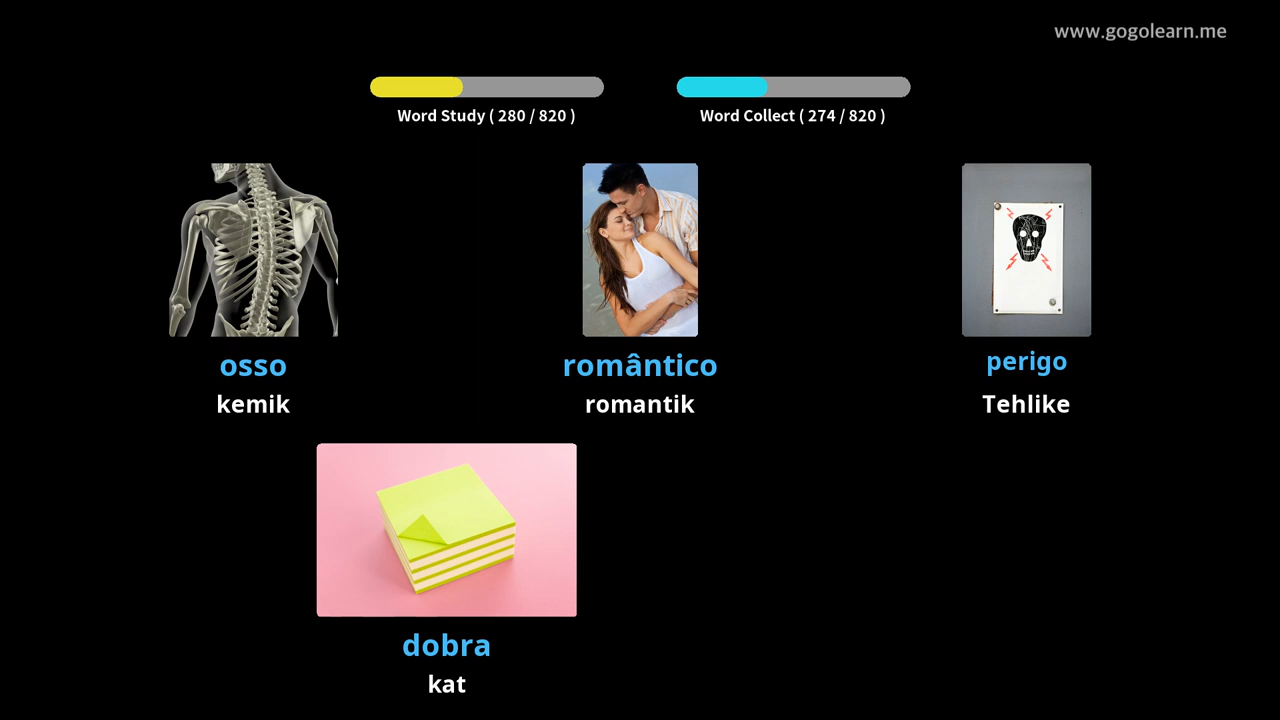 www.gogolearn.me
Word Study ( 280 / 820 )
Word Collect ( 274 / 820 )
osso
kemik
romântico
romantik
perigo
Tehlike
dobra
kat